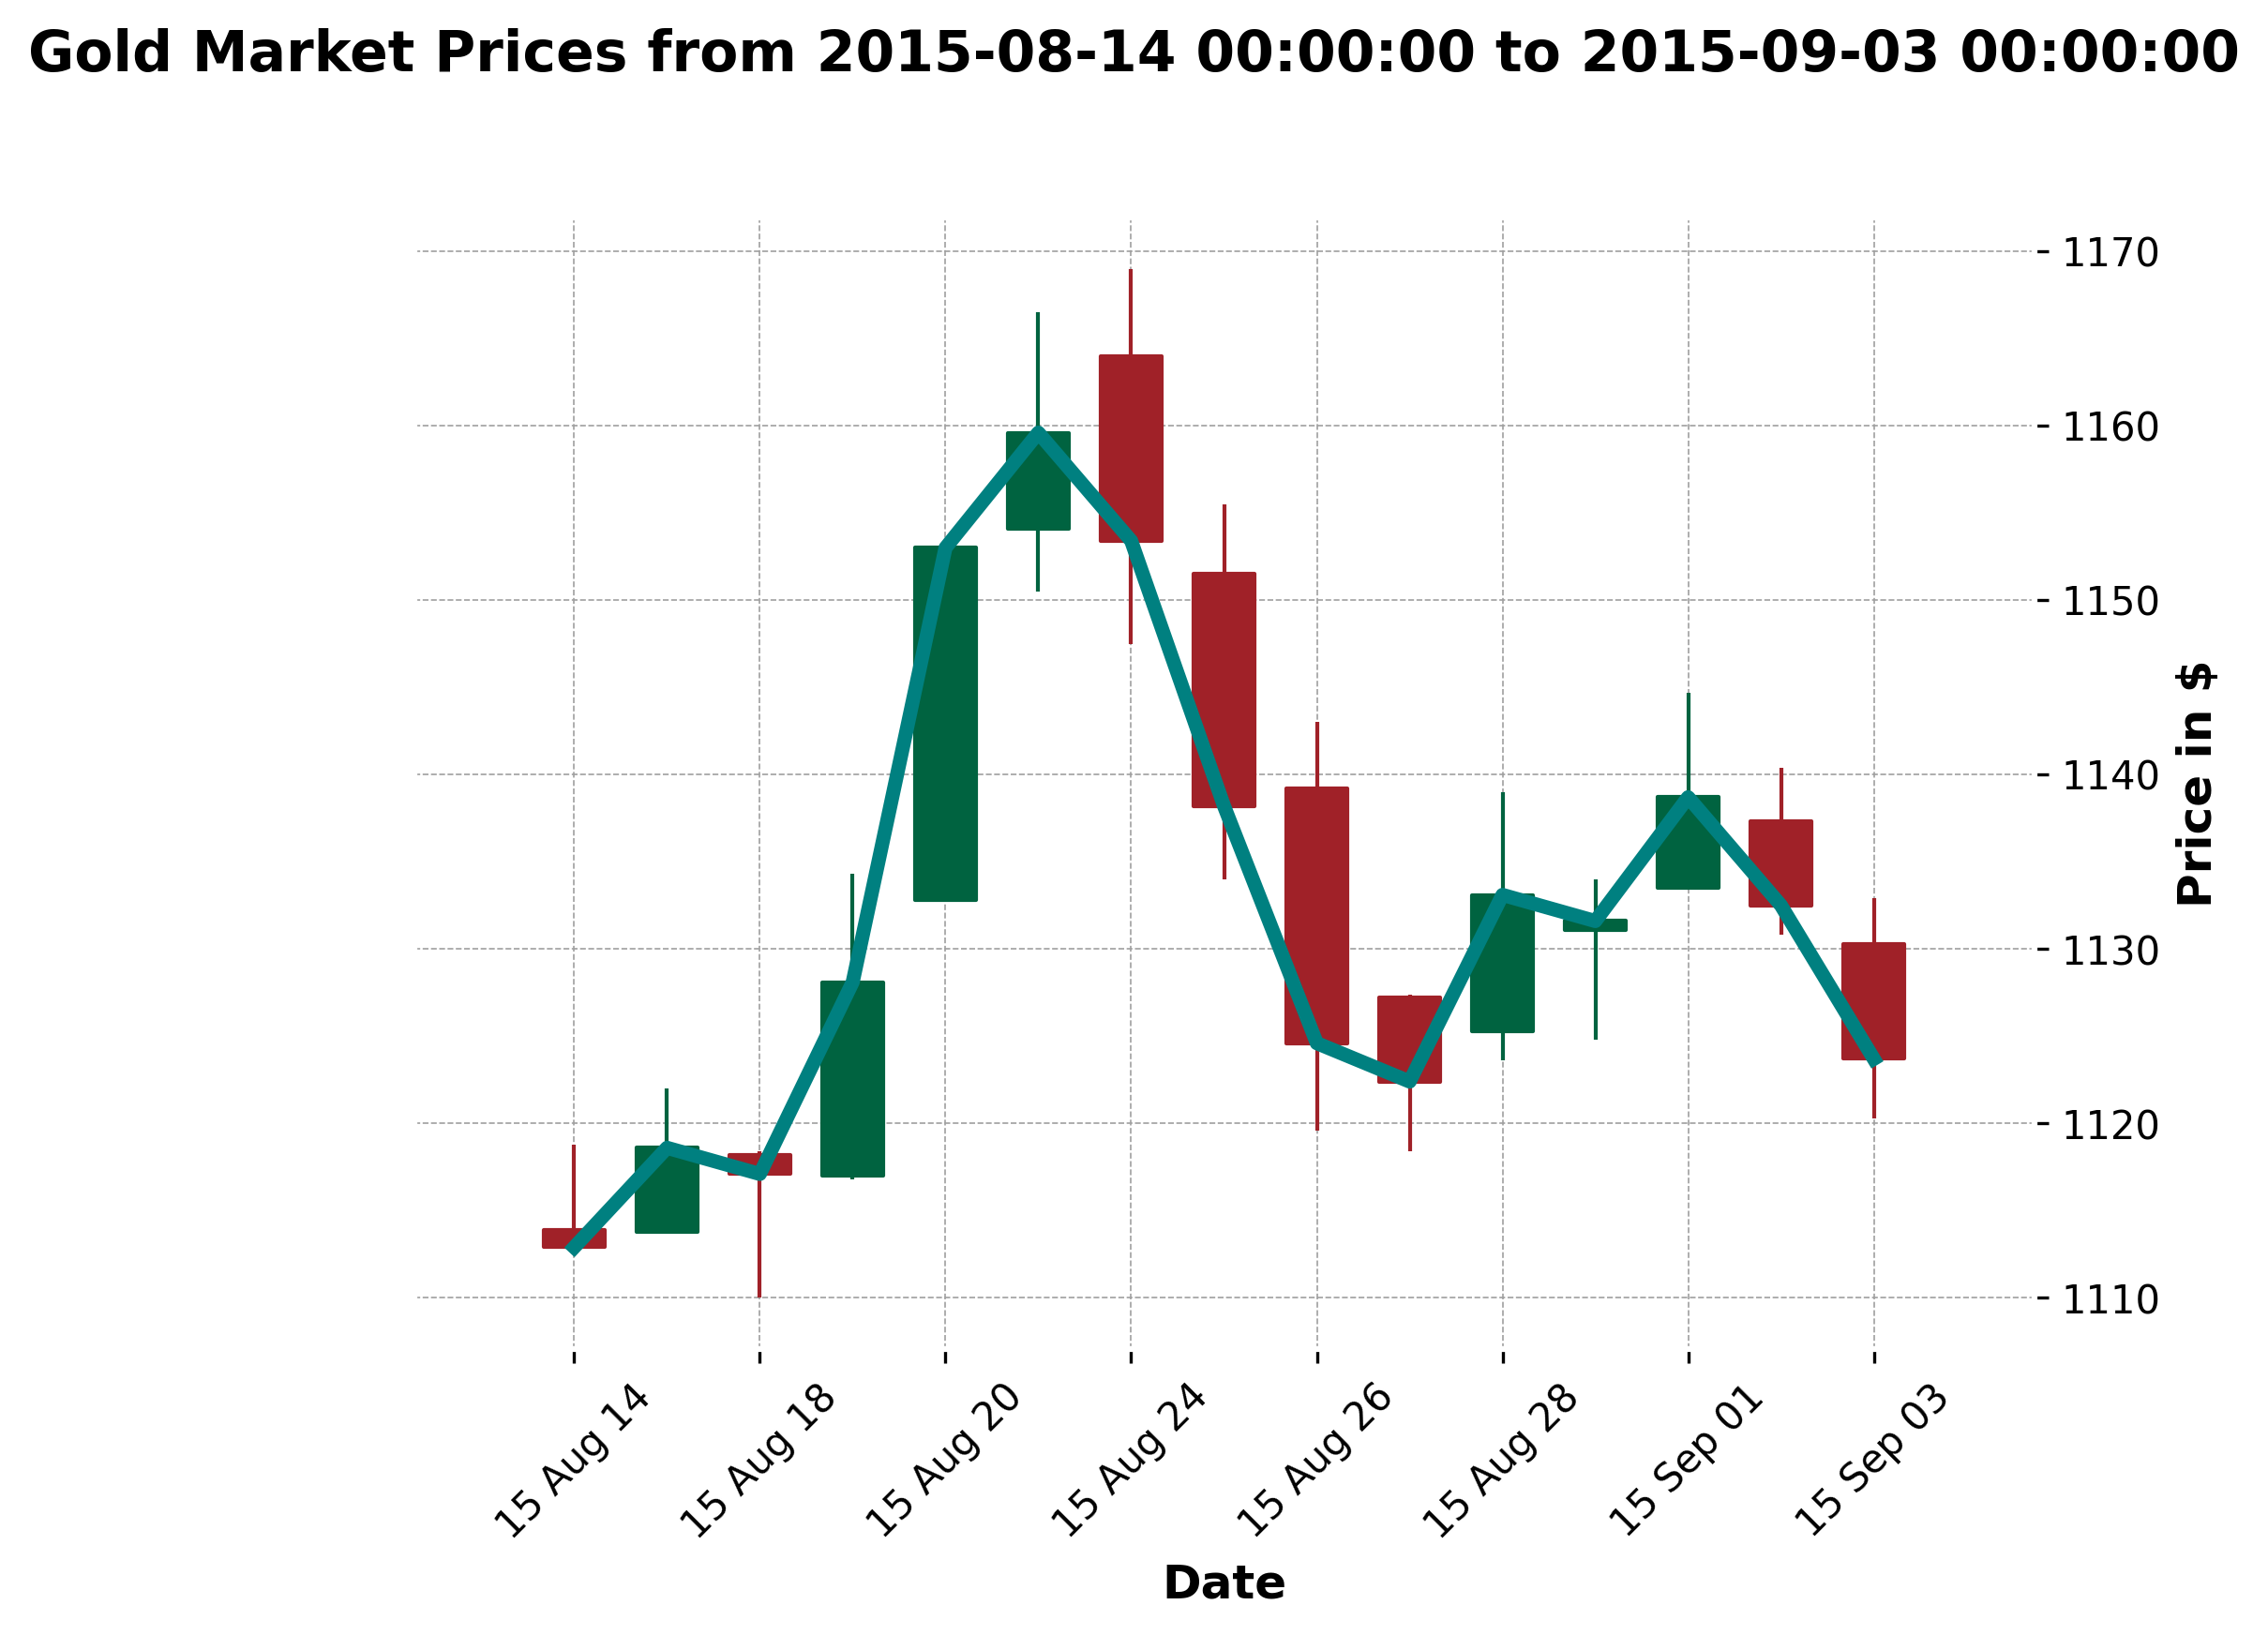 Gold Market Prices from 2015-08-14 00:00:00 to 2015-09-03 00:00:00
1170
1160
1150
1140
1130
1120
1110
Price in $
15 Aug 14
15 Aug 18
15 Aug 20
15 Aug 24
15 Aug 26
15 Aug 28
15 Sep 01
15 Sep 03
Date